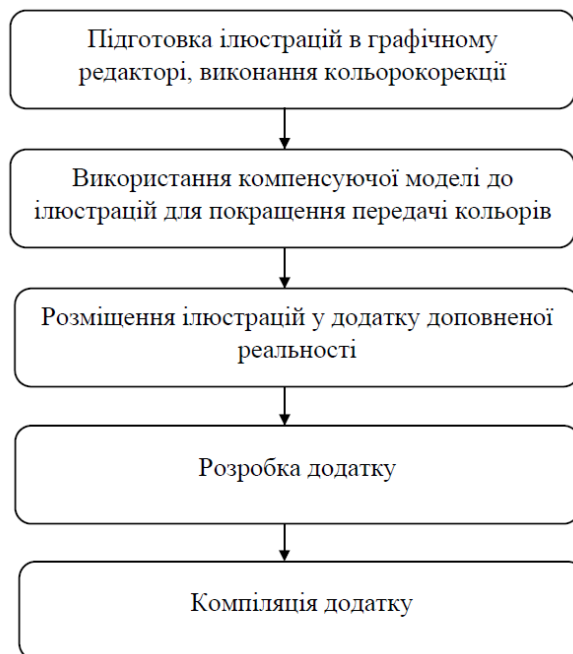 Підготовка ілюстрацій в графічному
редакторі, виконання кольорокорекції
Використання компенсуючої моделі до
ілюстрацій для покращення передачі кольорів
Розміщення ілюстрацій у додатку доповненої
реальності
Розробка додатку
Компіляція додатку